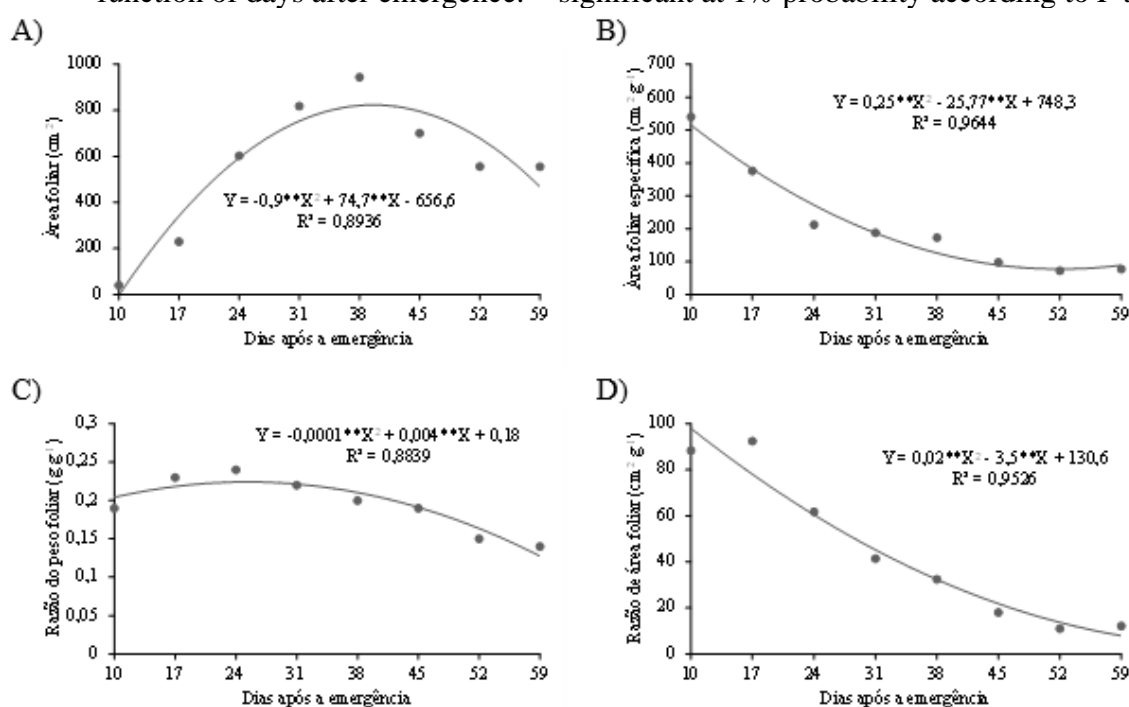 function of days after emergence. ** significant at 1% probability according to F
A)
Àrea foliar (cm²)
1000
800
600
400
200
0
Y = -0,9**X² + 74,7**X - 656,6
R² = 0,8936
10 17 24 31 38 45 52 59
Dias após a emergência
B)
Àrea foliar específica (cm² g⁻¹)
700
600
500
400
300
200
100
0
Y = 0,25**X² - 25,77**X + 748,3
R² = 0,9644
10 17 24 31 38 45 52 59
Dias após a emergência
C)
Razão do peso foliar (g g⁻¹)
0,3
0,25
0,2
0,15
0,1
0,05
0
Y = -0,0001**X² + 0,004**X + 0,18
R² = 0,8839
10 17 24 31 38 45 52 59
Dias após a emergência
D)
Razão de área foliar (cm² g⁻¹)
100
80
60
40
20
0
Y = 0,02**X² - 3,5**X + 130,6
R² = 0,9526
10 17 24 31 38 45 52 59
Dias após a emergência